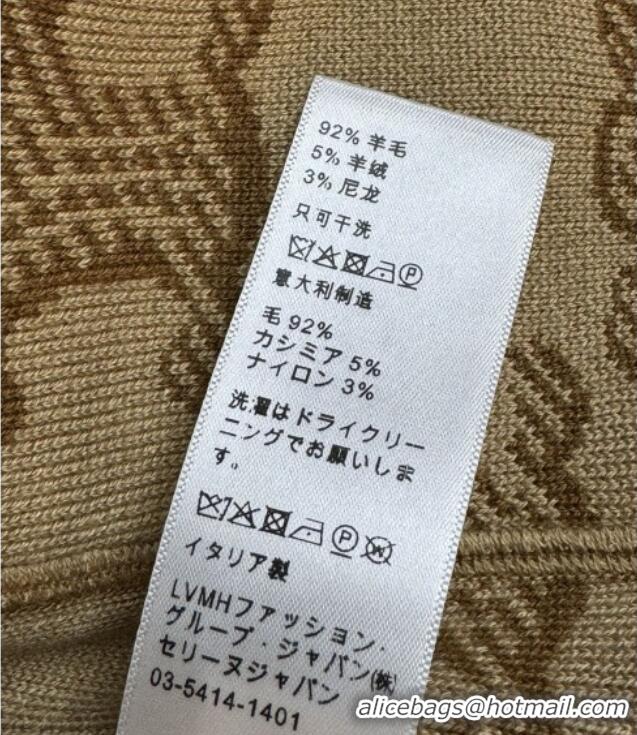 92% 羊毛
5% 羊绒
3% 尼龙
只可干洗
P
意大利制造
毛 92%
カシミア 5%
ナイロン 3%
洗濯はドライクリー
ニングでお願いしま
す。
P W
イタリア製
LVMHファッション・
グループ・ジャパン(株)
セリーヌジャパン
03-5414-1401
alicebags@hotmail.com